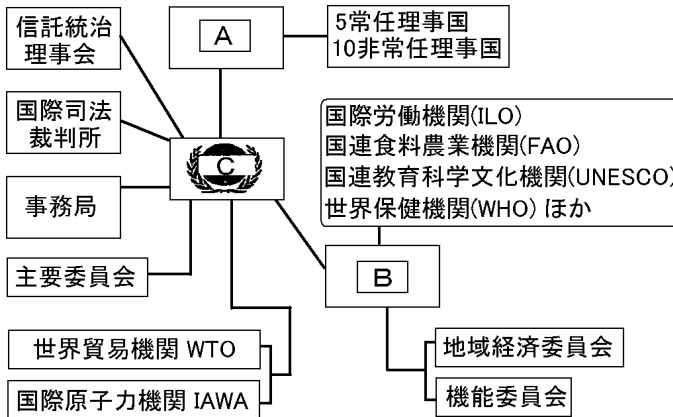 信託統治
理事会
A
5常任理事国
10非常任理事国
国際司法
裁判所
C
国際労働機関(ILO)
国連食料農業機関(FAO)
国連教育科学文化機関(UNESCO)
世界保健機関(WHO) ほか
事務局
主要委員会
B
世界貿易機関 WTO
地域経済委員会
国際原子力機関 IAWA
機能委員会